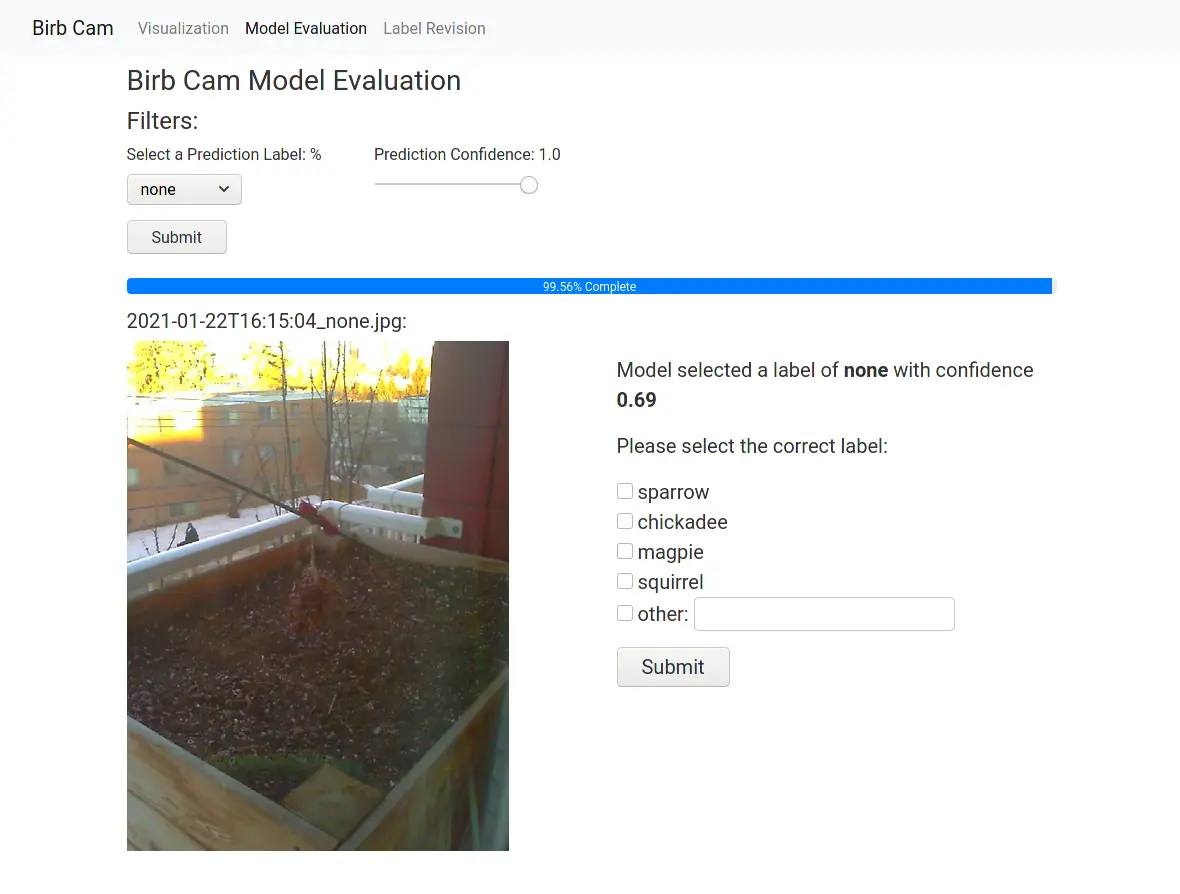 Birb Cam Visualization Model Evaluation Label Revision
Birb Cam Model Evaluation
Filters:
Select a Prediction Label: % Prediction Confidence: 1.0
none
Submit
99.56% Complete
2021-01-22T16:15:04_none.jpg:
Model selected a label of none with confidence
0.69
Please select the correct label:
sparrow
chickadee
magpie
squirrel
other:
Submit